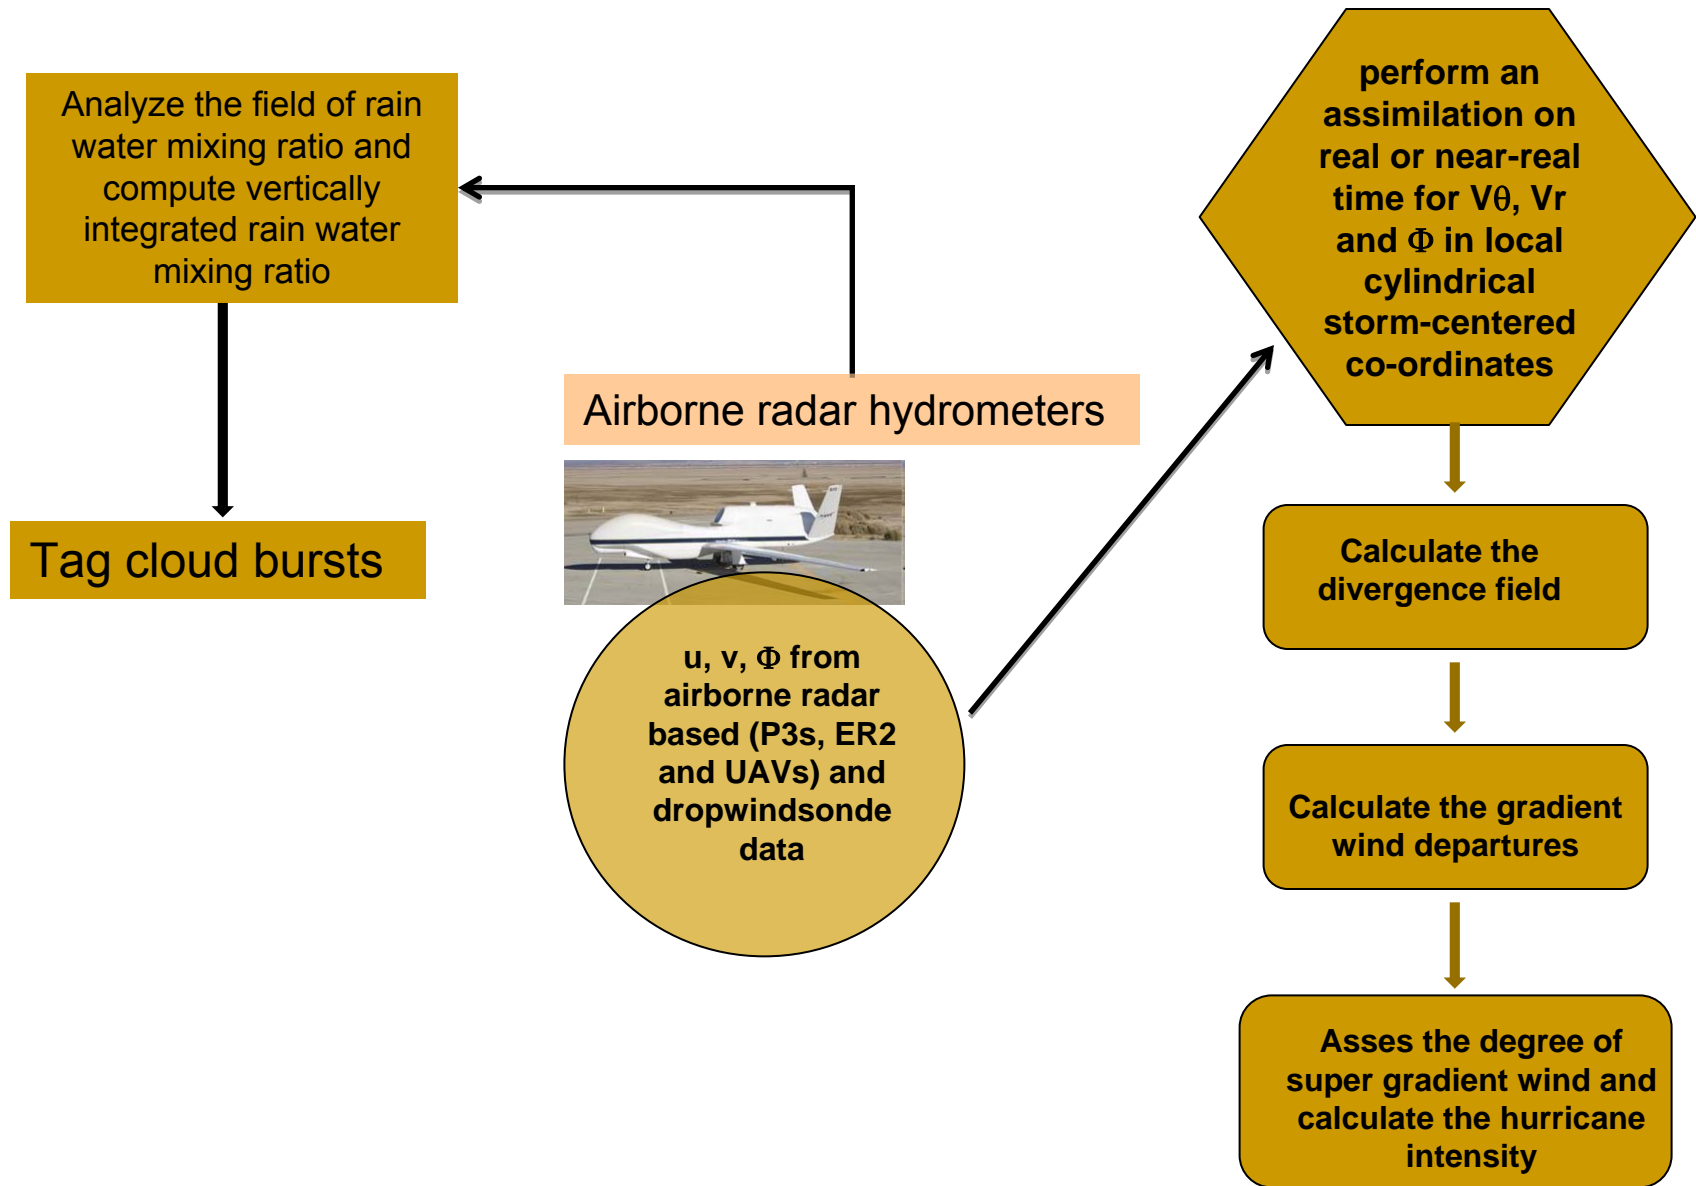 Analyze the field of rain
water mixing ratio and
compute vertically
integrated rain water
mixing ratio
Tag cloud bursts
Airborne radar hydrometers
u, v, Φ from
airborne radar
based (P3s, ER2
and UAVs) and
dropwindsonde
data
perform an
assimilation on
real or near-real
time for Vθ, Vr
and Φ in local
cylindrical
storm-centered
co-ordinates
Calculate the
divergence field
Calculate the gradient
wind departures
Asses the degree of
super gradient wind and
calculate the hurricane
intensity